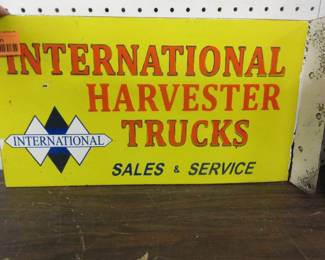 INTERNATIONAL
HARVESTER
TRUCKS
INTERNATIONAL
SALES & SERVICE